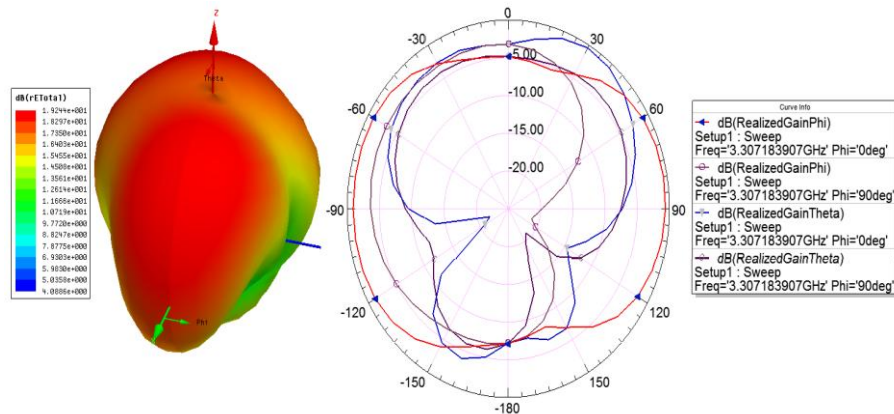 Z
Theta
Phi
dB(rETotal)
1.9244e+001
1.8297e+001
1.7350e+001
1.6403e+001
1.5455e+001
1.4508e+001
1.3561e+001
1.2614e+001
1.1666e+001
1.0719e+001
9.7720e+000
8.8247e+000
7.8775e+000
6.9303e+000
5.9830e+000
5.0358e+000
4.0886e+000
0
-30
30
-60
60
-90
90
-120
120
-150
150
-180
-5.00
-10.00
-15.00
-20.00
Curve Info
dB(RealizedGainPhi)
Setup1 : Sweep
Freq='3.307183907GHz' Phi='0deg'
dB(RealizedGainPhi)
Setup1 : Sweep
Freq='3.307183907GHz' Phi='90deg'
dB(RealizedGainTheta)
Setup1 : Sweep
Freq='3.307183907GHz' Phi='0deg'
dB(RealizedGainTheta)
Setup1 : Sweep
Freq='3.307183907GHz' Phi='90deg'